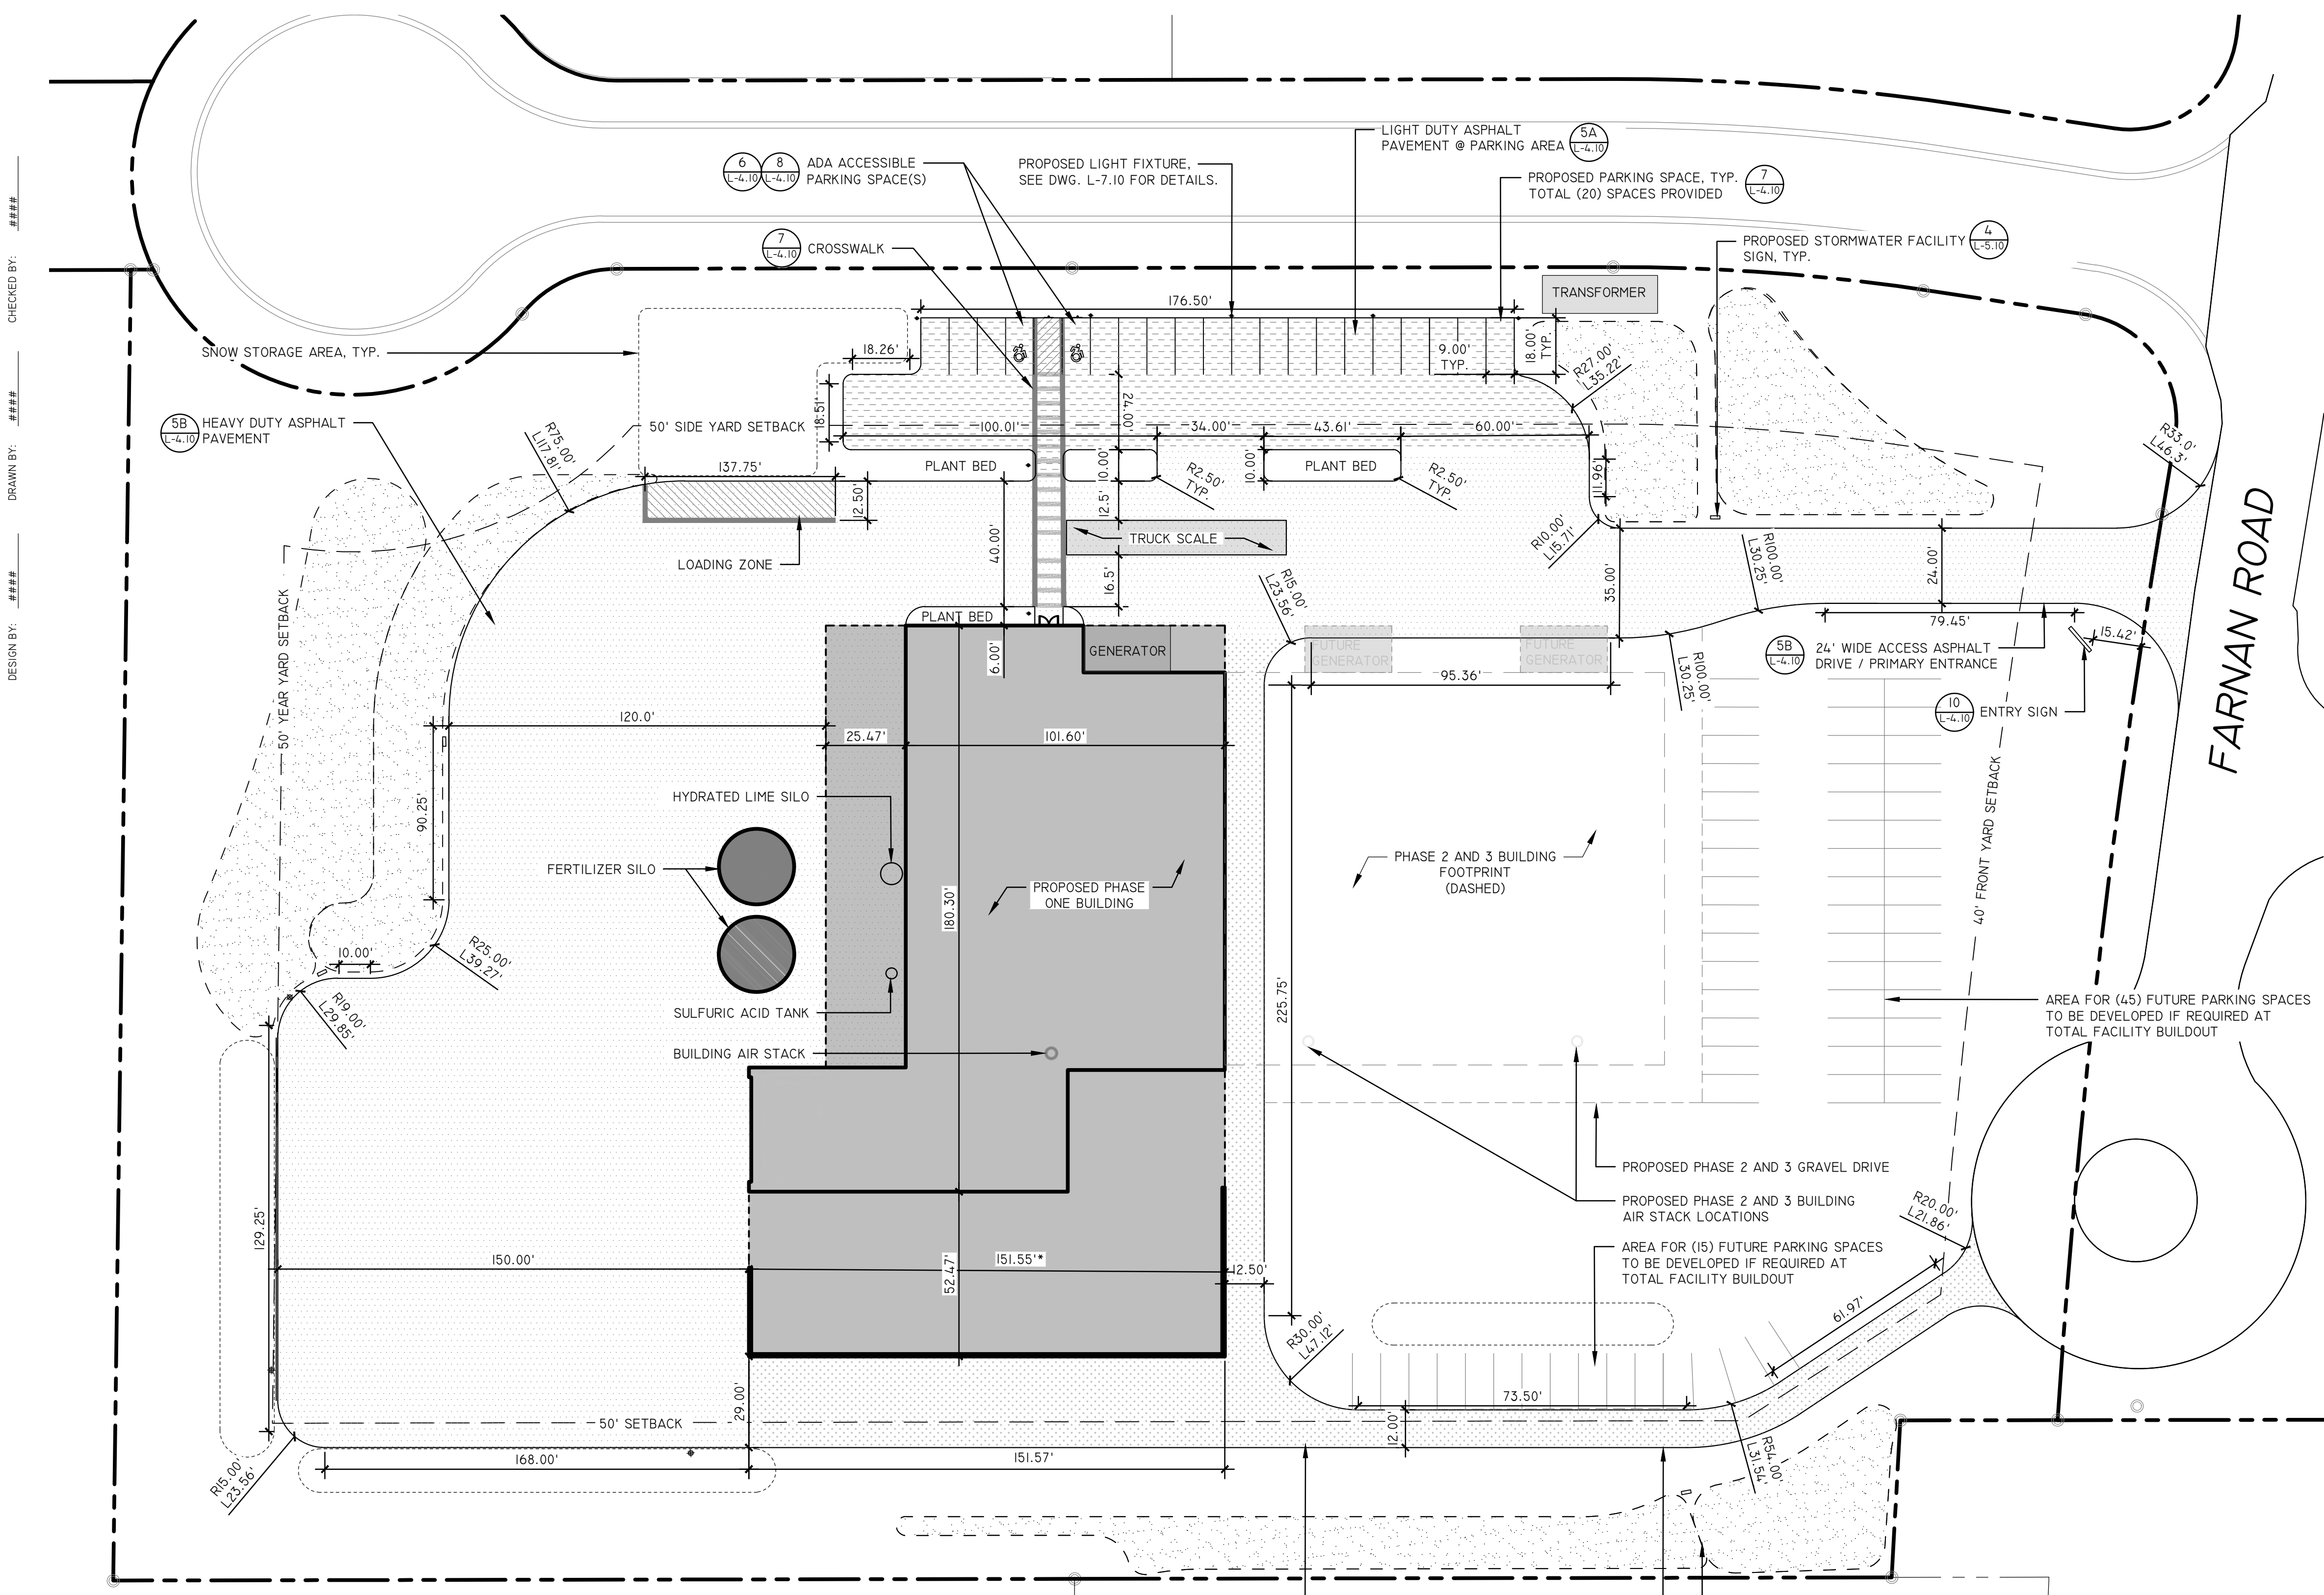 LIGHT DUTY ASPHALT
PAVEMENT @ PARKING AREA
5A
L-4.10
6
L-4.10
8
L-4.10
ADA ACCESSIBLE
PARKING SPACE(S)
PROPOSED LIGHT FIXTURE,
SEE DWG. L-7.10 FOR DETAILS.
PROPOSED PARKING SPACE, TYP.
TOTAL (20) SPACES PROVIDED
7
L-4.10
7
L-4.10
CROSSWALK
PROPOSED STORMWATER FACILITY
SIGN, TYP.
4
L-5.10
CHECKED BY:
####
DRAWN BY:
####
DESIGN BY:
####
TRANSFORMER
176.50'
SNOW STORAGE AREA, TYP.
18.26'
9.00'
TYP.
18.00'
TYP.
R27.00'
L35.22'
5B
L-4.10
HEAVY DUTY ASPHALT
PAVEMENT
R75.00'
L117.81'
50' SIDE YARD SETBACK
18.51'
100.01'
24.00'
34.00'
43.61'
60.00'
R33.0'
L46.3'
137.75'
PLANT BED
10.00'
R2.50'
TYP.
10.00'
PLANT BED
R2.50'
TYP.
11.96'
12.50'
12.5'
40.00'
TRUCK SCALE
LOADING ZONE
R10.00'
L15.71'
R100.00'
L30.25'
24.00'
FARNAN ROAD
16.5'
R15.00'
L23.56'
35.00'
PLANT BED
79.45'
15.42'
6.00'
GENERATOR
FUTURE
GENERATOR
FUTURE
GENERATOR
5B
L-4.10
24' WIDE ACCESS ASPHALT
DRIVE / PRIMARY ENTRANCE
95.36'
R100.00'
L30.25'
50' YEAR YARD SETBACK
10
L-4.10
ENTRY SIGN
120.0'
25.47'
101.60'
90.25'
HYDRATED LIME SILO
FERTILIZER SILO
PROPOSED PHASE
ONE BUILDING
PHASE 2 AND 3 BUILDING
FOOTPRINT
(DASHED)
40' FRONT YARD SETBACK
180.30'
10.00'
R25.00'
L39.27'
R19.00'
L29.85'
SULFURIC ACID TANK
225.75'
AREA FOR (45) FUTURE PARKING SPACES
TO BE DEVELOPED IF REQUIRED AT
TOTAL FACILITY BUILDOUT
BUILDING AIR STACK
PROPOSED PHASE 2 AND 3 GRAVEL DRIVE
PROPOSED PHASE 2 AND 3 BUILDING
AIR STACK LOCATIONS
R20.00'
L21.86'
129.25'
150.00'
52.47'
151.55'*
12.50'
AREA FOR (15) FUTURE PARKING SPACES
TO BE DEVELOPED IF REQUIRED AT
TOTAL FACILITY BUILDOUT
61.97'
R30.00'
L47.12'
29.00'
73.50'
12.00'
50' SETBACK
R15.00'
L23.56'
168.00'
151.57'
R54.00'
L31.54'